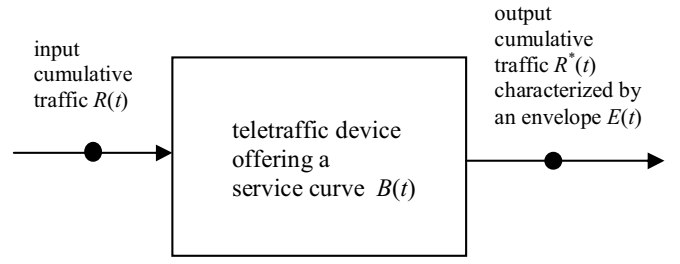 input
cumulative
traffic R(t)
teletraffic device
offering a
service curve B(t)
output
cumulative
traffic R*(t)
characterized by
an envelope E(t)